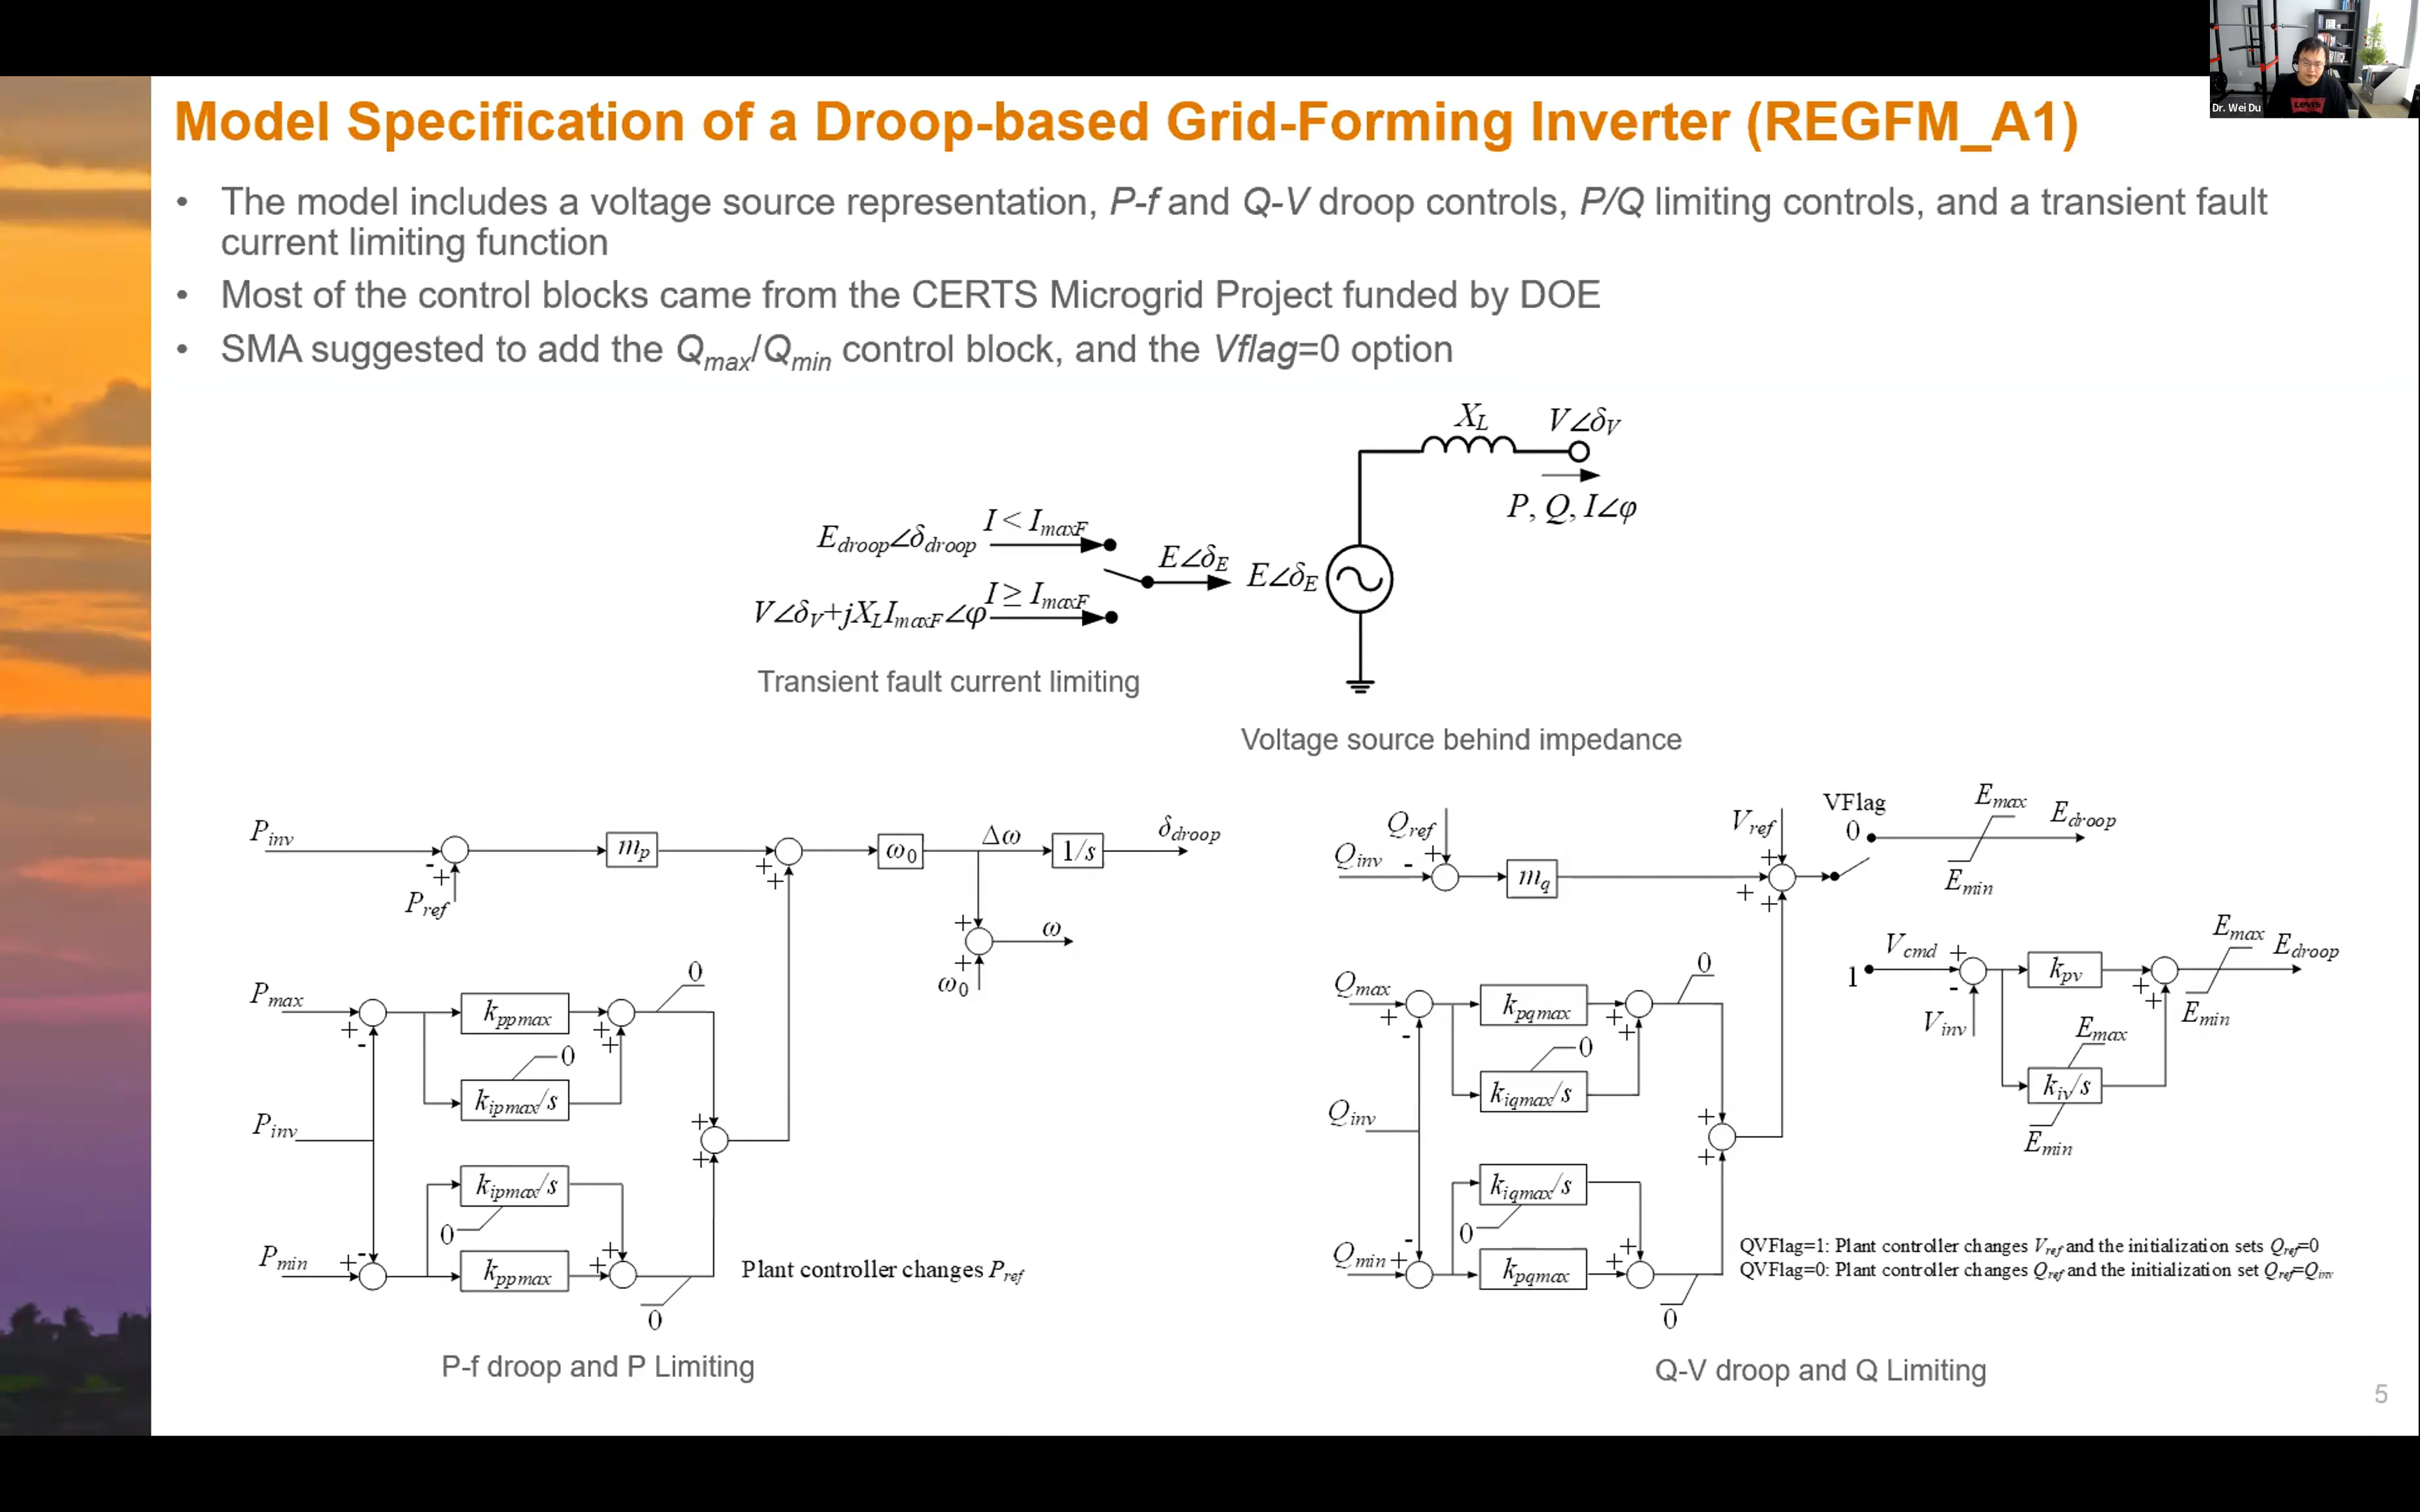 Dr. Wei Du
LEVI'S
Model Specification of a Droop-based Grid-Forming Inverter (REGFM_A1)
• The model includes a voltage source representation, P-f and Q-V droop controls, P/Q limiting controls, and a transient fault
current limiting function
• Most of the control blocks came from the CERTS Microgrid Project funded by DOE
• SMA suggested to add the Qmax/Qmin control block, and the Vflag=0 option
XL
V∠δV
P, Q, I∠φ
Edroop∠δdroop
I < ImaxF
E∠δE
E∠δE
V∠δV+jXLImaxF∠φ
I ≥ ImaxF
Transient fault current limiting
Voltage source behind impedance
Pinv
-
+
Pref
mp
+
+
ω0
Δω
1/s
δdroop
+
+
ω0
ω
Pmax
+
-
kppmax
+
+
0
0
kipmax/s
Pinv
+
+
kipmax/s
0
Pmin
+
-
kppmax
+
+
0
Plant controller changes Pref
P-f droop and P Limiting
Qref
Qinv
-
+
mq
Vref
+
+
+
VFlag
0
Emax
Emin
Edroop
1
Vcmd
+
-
Vinv
kpv
+
+
Emax
Edroop
Emin
Emax
kiv/s
Emin
Qmax
+
-
kpqmax
+
+
0
0
kiqmax/s
Qinv
+
+
kiqmax/s
0
Qmin
+
-
kpqmax
+
+
0
QVFlag=1: Plant controller changes Vref and the initialization sets Qref=0
QVFlag=0: Plant controller changes Qref and the initialization set Qref=Qinv
Q-V droop and Q Limiting
5